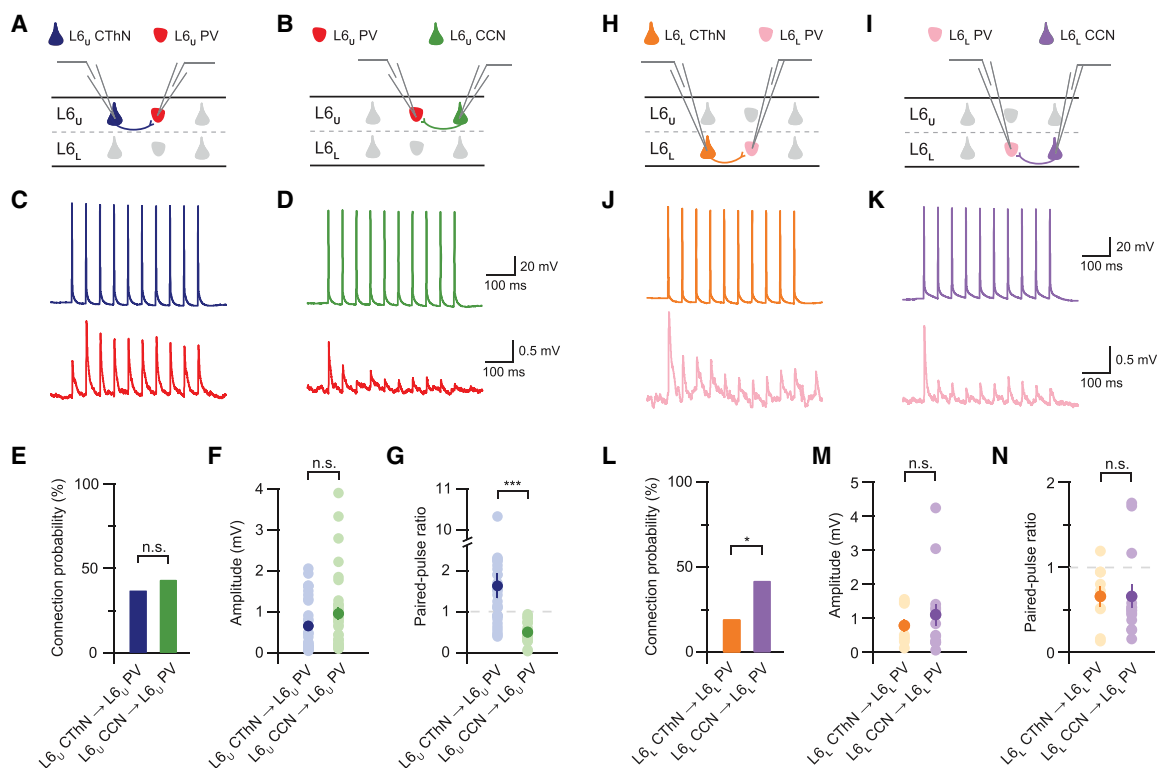 A
L6U CThN
L6U PV
B
L6U PV
L6U CCN
H
L6L CThN
L6L PV
I
L6L PV
L6L CCN
L6U
L6L
L6U
L6L
L6U
L6L
L6U
L6L
C
D
20 mV
100 ms
0.5 mV
100 ms
J
K
20 mV
100 ms
0.5 mV
100 ms
E
Connection probability (%)
100
50
0
n.s.
L6U CThN → L6U PV
L6U CCN → L6U PV
F
Amplitude (mV)
4
3
2
1
0
n.s.
L6U CThN → L6U PV
L6U CCN → L6U PV
G
Paired-pulse ratio
11
10
2
1
0
***
L6U CThN → L6U PV
L6U CCN → L6U PV
L
Connection probability (%)
100
50
0
*
L6L CThN → L6L PV
L6L CCN → L6L PV
M
Amplitude (mV)
5
4
3
2
1
0
n.s.
L6L CThN → L6L PV
L6L CCN → L6L PV
N
Paired-pulse ratio
2
1
0
n.s.
L6L CThN → L6L PV
L6L CCN → L6L PV